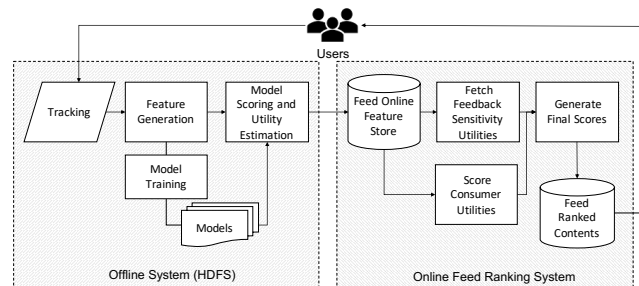 Users
Tracking
Feature
Generation
Model
Scoring and
Utility
Estimation
Model
Training
Models
Offline System (HDFS)
Feed Online
Feature
Store
Fetch
Feedback
Sensitivity
Utilities
Generate
Final Scores
Score
Consumer
Utilities
Feed
Ranked
Contents
Online Feed Ranking System